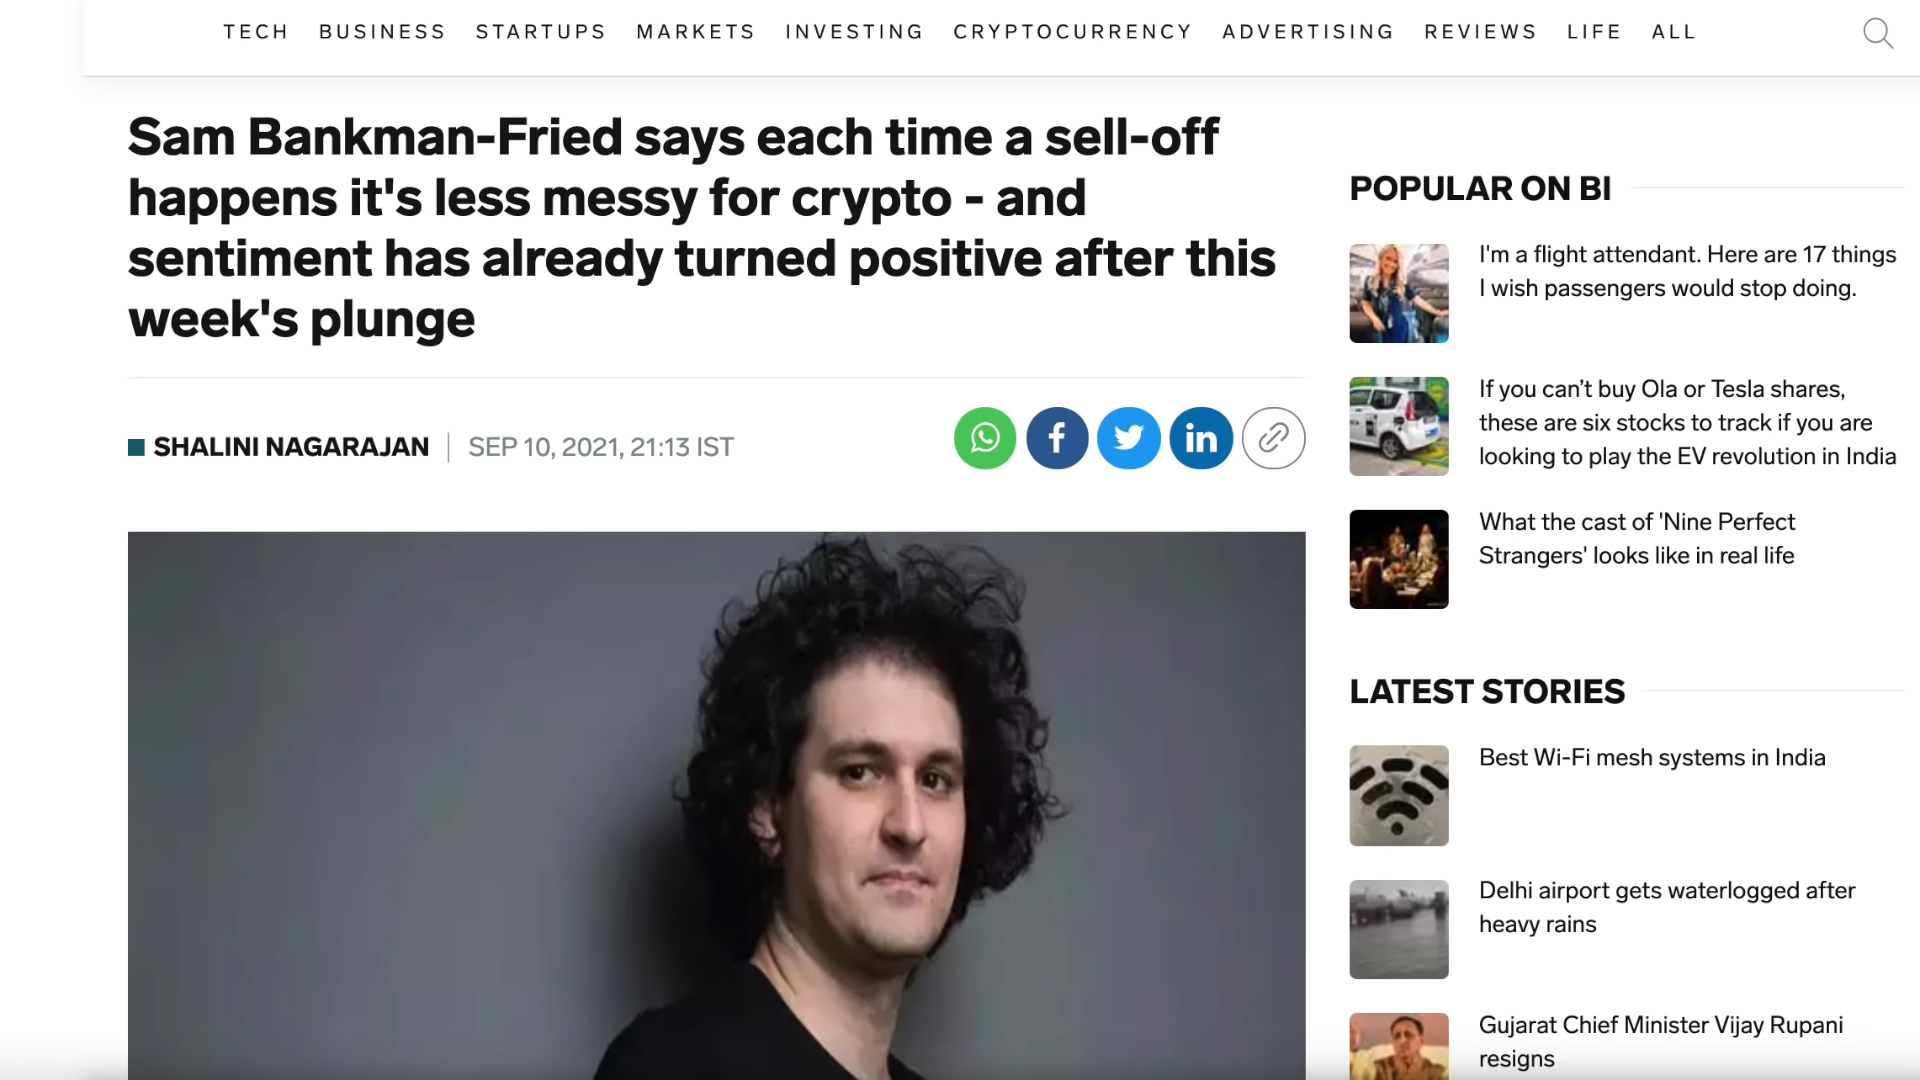 TECH BUSINESS STARTUPS MARKETS INVESTING CRYPTOCURRENCY ADVERTISING REVIEWS LIFE ALL
Sam Bankman-Fried says each time a sell-off
happens it's less messy for crypto - and
sentiment has already turned positive after this
week's plunge
SHALINI NAGARAJAN
SEP 10, 2021, 21:13 IST
POPULAR ON BI
I'm a flight attendant. Here are 17 things
I wish passengers would stop doing.
If you can’t buy Ola or Tesla shares,
these are six stocks to track if you are
looking to play the EV revolution in India
What the cast of 'Nine Perfect
Strangers' looks like in real life
LATEST STORIES
Best Wi-Fi mesh systems in India
Delhi airport gets waterlogged after
heavy rains
Gujarat Chief Minister Vijay Rupani
resigns